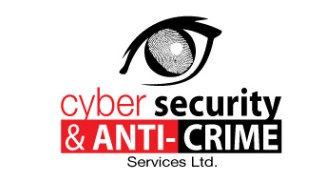 cyber security
& ANTI-CRIME
Services Ltd.